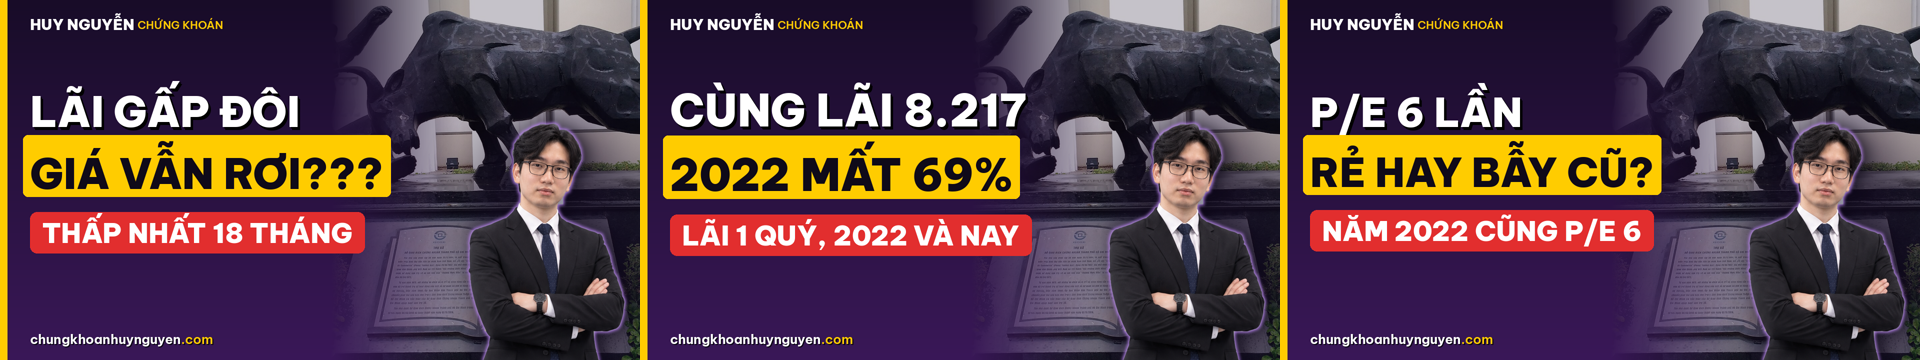 HUY NGUYỄN CHỨNG KHOÁN
LÃI GẤP ĐÔI
GIÁ VẪN RƠI???
THẤP NHẤT 18 THÁNG
chungkhoanhuynguyen.com
HUY NGUYỄN CHỨNG KHOÁN
CÙNG LÃI 8.217
2022 MẤT 69%
LÃI 1 QUÝ, 2022 VÀ NAY
chungkhoanhuynguyen.com
HUY NGUYỄN CHỨNG KHOÁN
P/E 6 LẦN
RẺ HAY BẪY CŨ?
NĂM 2022 CŨNG P/E 6
chungkhoanhuynguyen.com